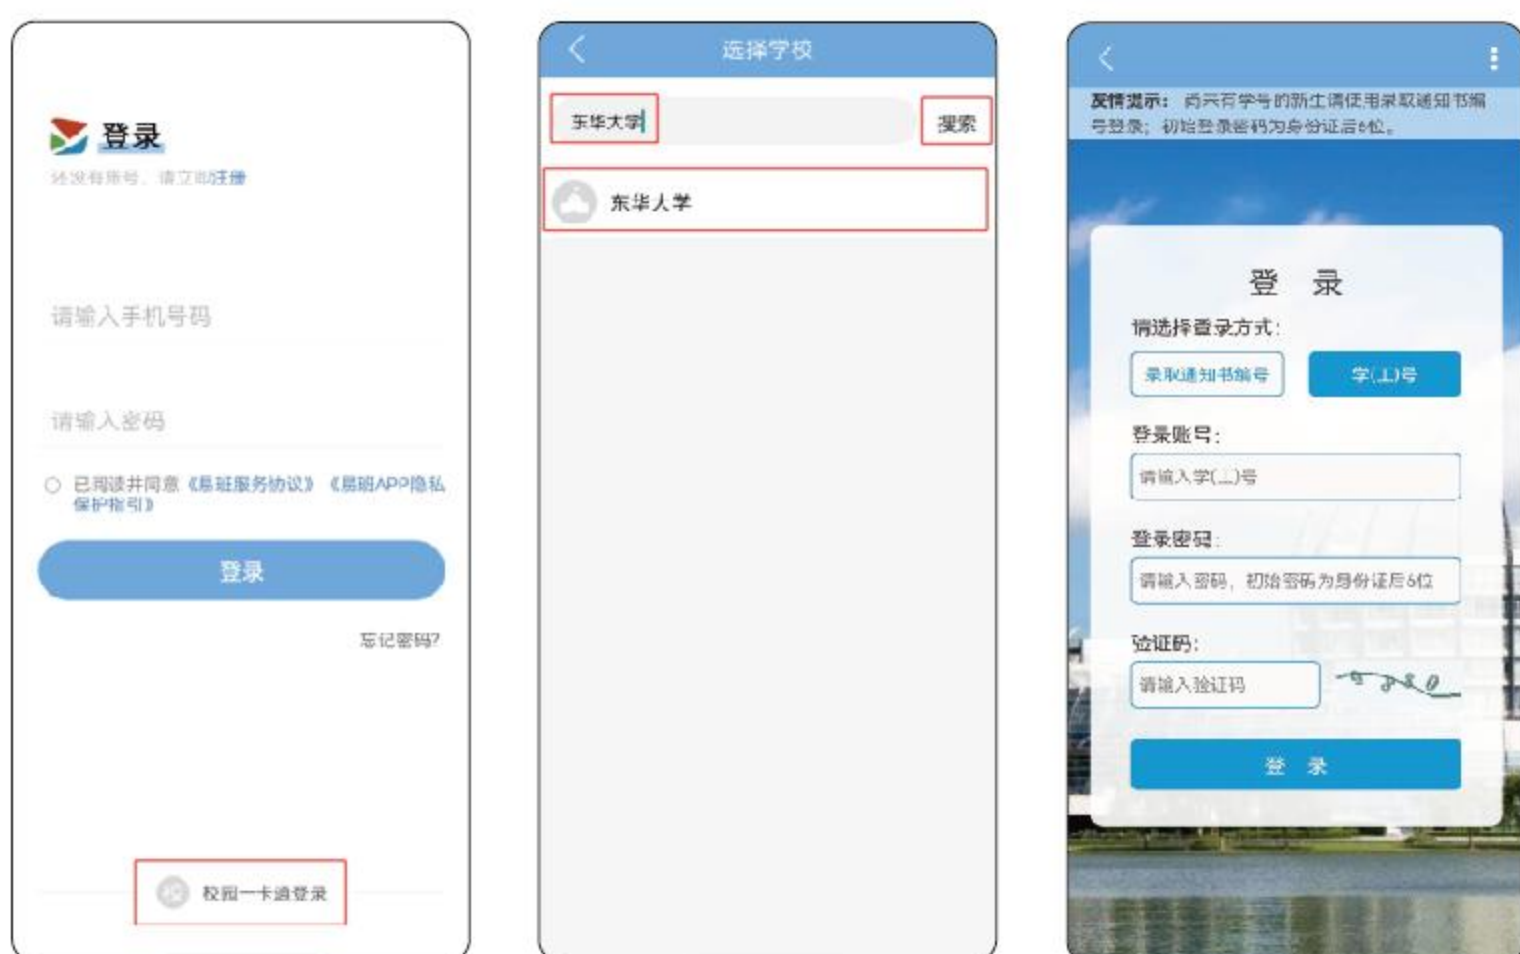 登录
还没有账号，请立即注册
请输入手机号码
请输入密码
已阅读并同意《易班服务协议》《易班APP隐私
保护指引》
登录
忘记密码?
校园一卡通登录
选择学校
东华大学
搜索
东华大学
友情提示：尚未有学号的新生请使用录取通知书编
号登录；初始登录密码为身份证后6位。
登 录
请选择登录方式：
录取通知书编号
学(工)号
登录账号：
请输入学(工)号
登录密码：
请输入密码，初始密码为身份证后6位
验证码：
请输入验证码
登 录